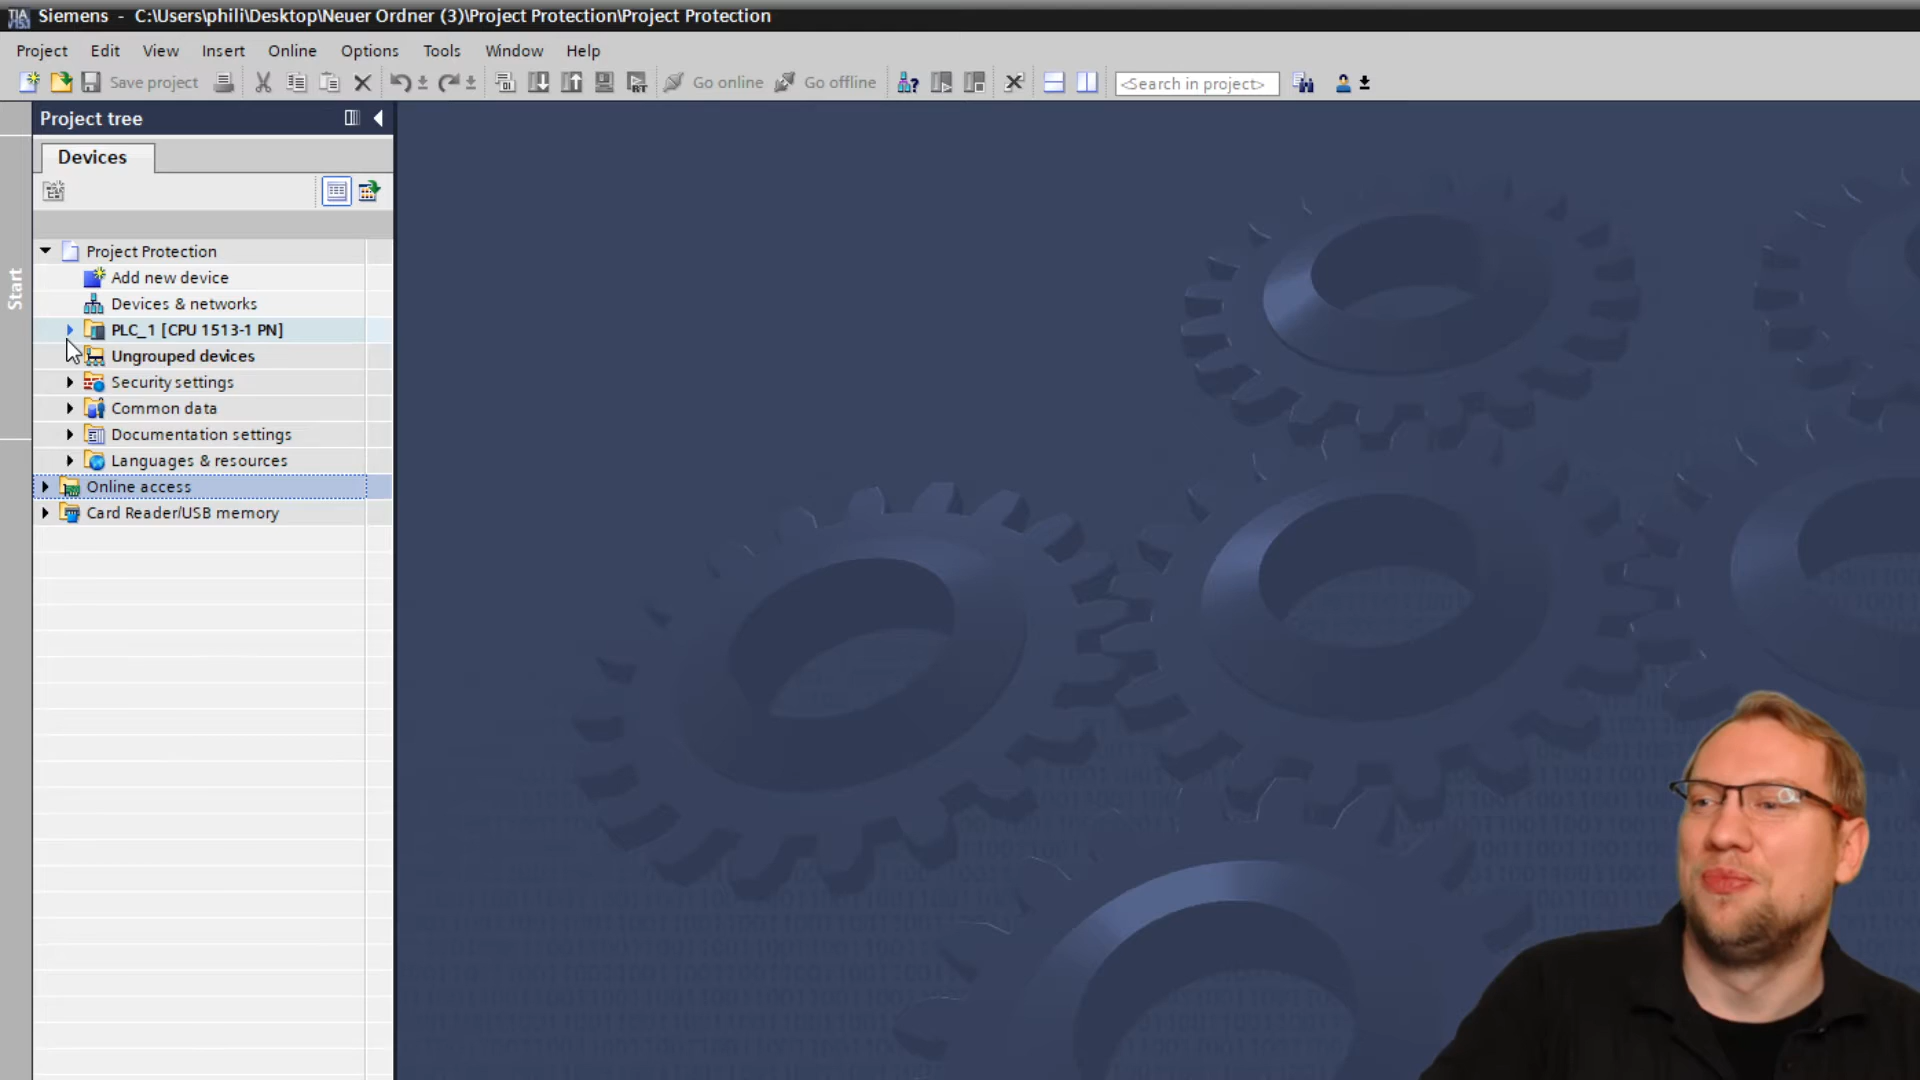 Siemens - C:\Users\phili\Desktop\Neuer Ordner (3)\Project Protection\Project Protection
Project Edit View Insert Online Options Tools Window Help
Save project Go online Go offline <Search in project>
Project tree
Devices
Start
Project Protection
Add new device
Devices & networks
PLC_1 [CPU 1513-1 PN]
Ungrouped devices
Security settings
Common data
Documentation settings
Languages & resources
Online access
Card Reader/USB memory